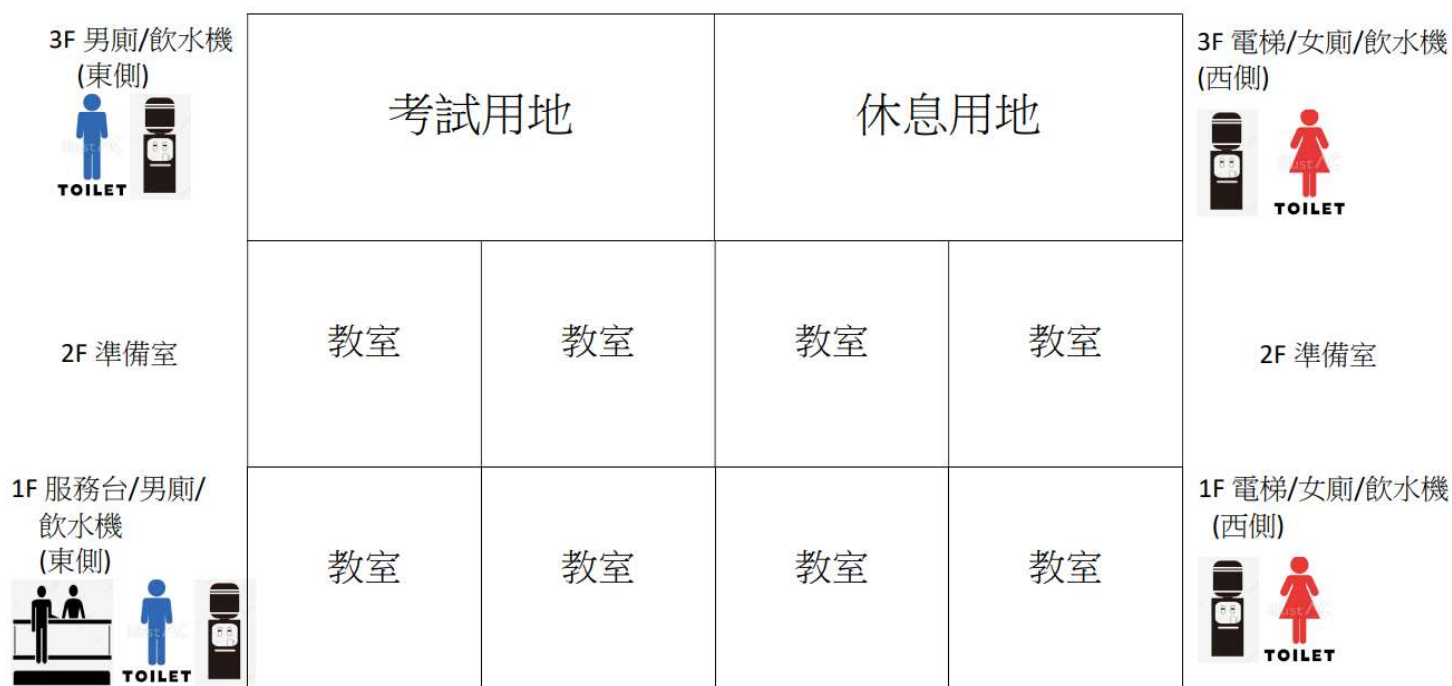 3F 男廁/飲水機
(東側)
TOILET
考試用地
休息用地
3F 電梯/女廁/飲水機
(西側)
TOILET
2F 準備室
教室
教室
教室
教室
2F 準備室
1F 服務台/男廁/
飲水機
(東側)
TOILET
教室
教室
教室
教室
1F 電梯/女廁/飲水機
(西側)
TOILET